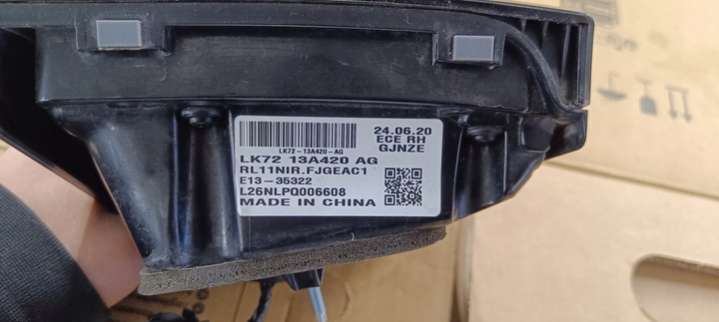 LK72-13A420-AG
24.06.20
ECE RH
GJNZE
LK72 13A420 AG
RL11NIR.FJGEAC1
E13-35322
L26NLP0006608
MADE IN CHINA